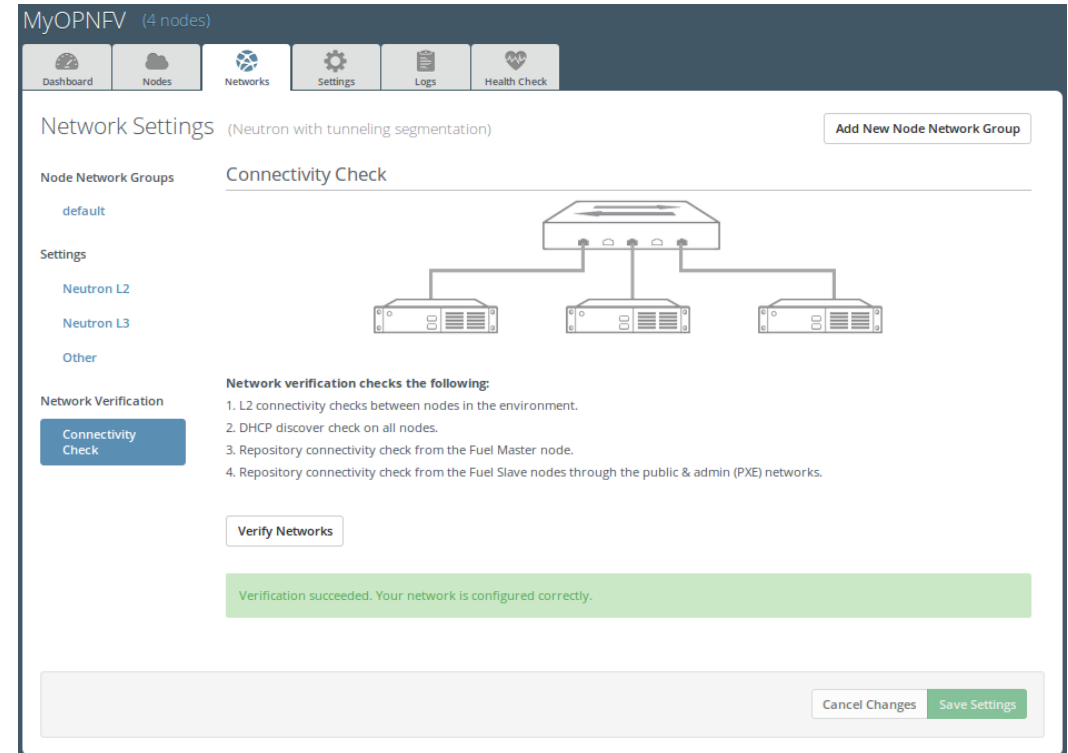 MyOPNFV (4 nodes)
Dashboard
Nodes
Networks
Settings
Logs
Health Check
Network Settings (Neutron with tunneling segmentation)
Add New Node Network Group
Node Network Groups
default
Settings
Neutron L2
Neutron L3
Other
Network Verification
Connectivity
Check
Connectivity Check
Network verification checks the following:
1. L2 connectivity checks between nodes in the environment.
2. DHCP discover check on all nodes.
3. Repository connectivity check from the Fuel Master node.
4. Repository connectivity check from the Fuel Slave nodes through the public & admin (PXE) networks.
Verify Networks
Verification succeeded. Your network is configured correctly.
Cancel Changes
Save Settings